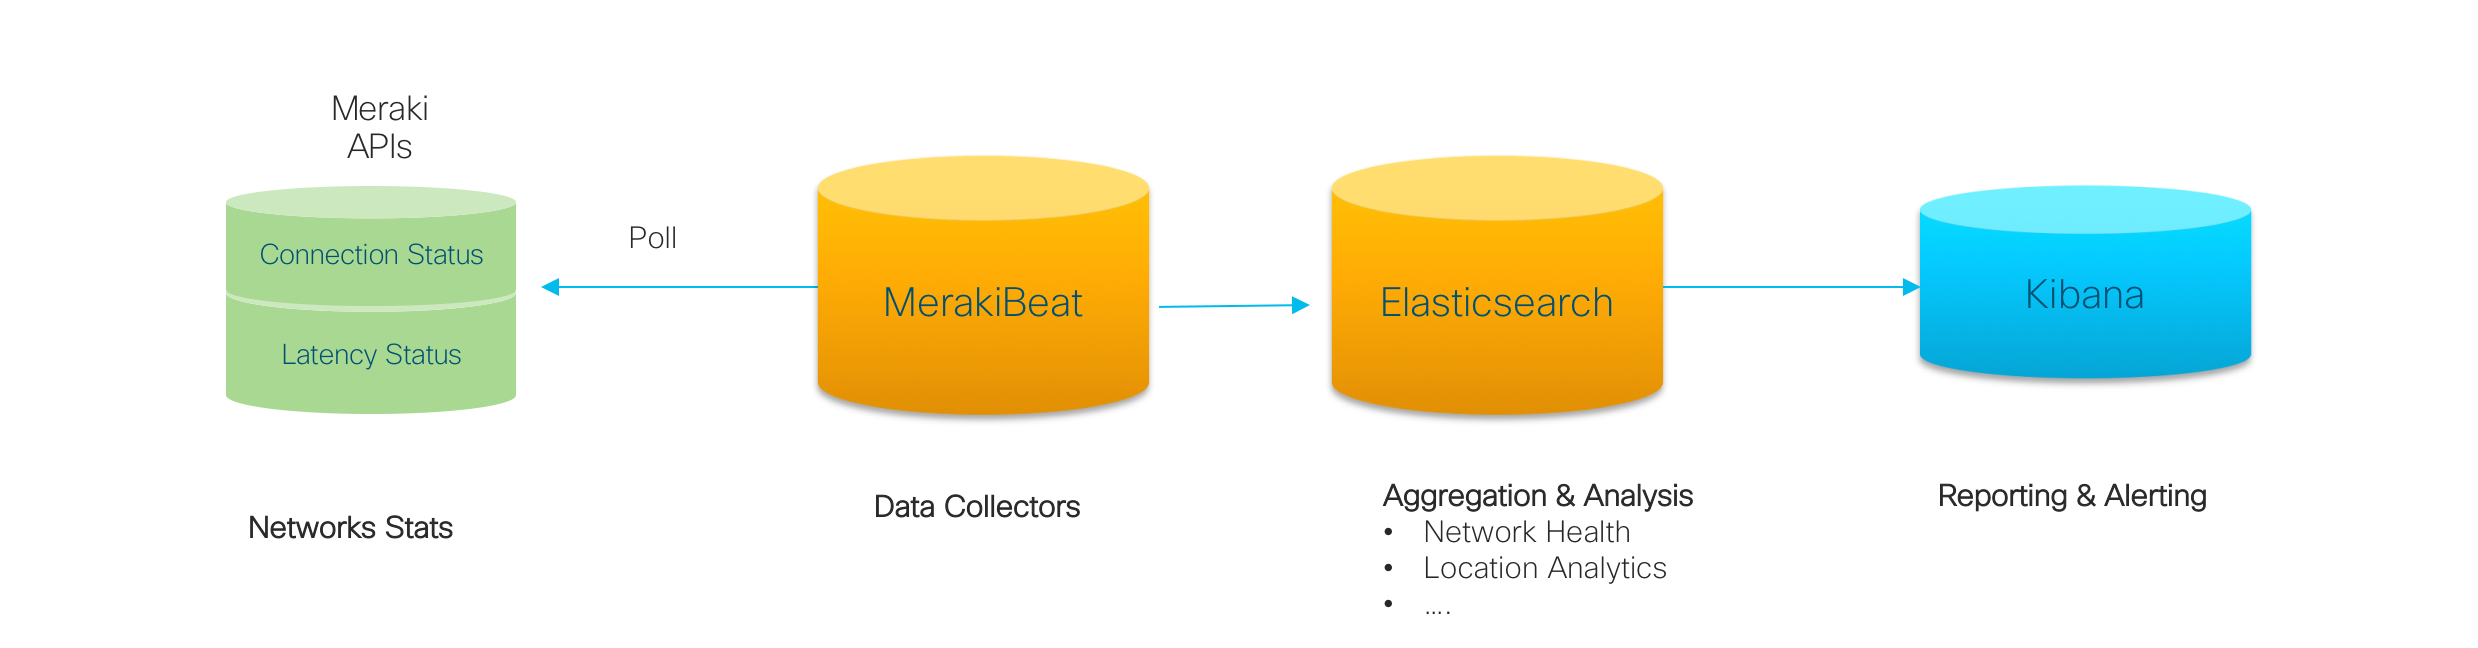 Meraki
APIs
Connection Status
Latency Status
Networks Stats
Poll
MerakiBeat
Data Collectors
Elasticsearch
Aggregation & Analysis
• Network Health
• Location Analytics
• ....
Kibana
Reporting & Alerting